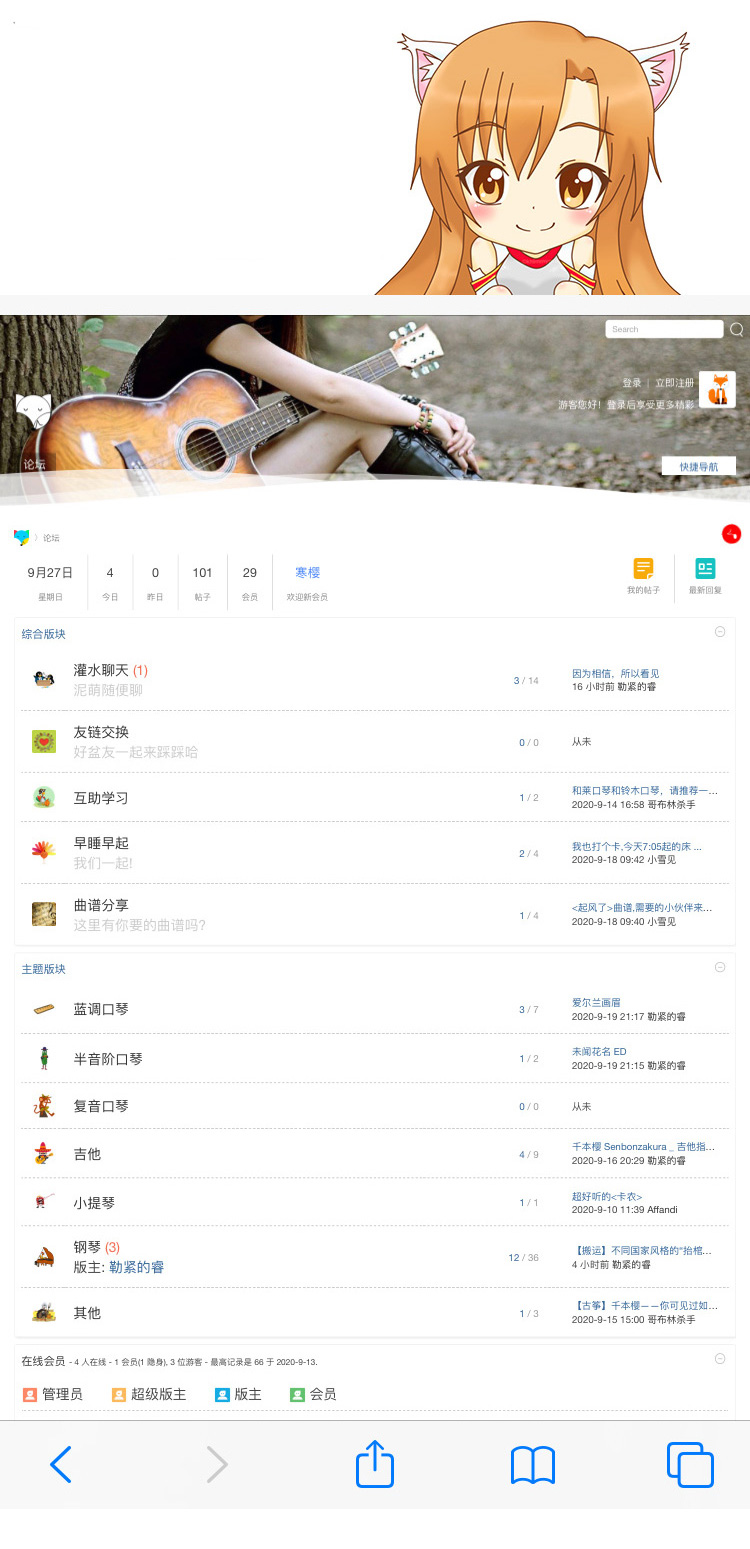 Search
登录 | 立即注册
游客您好！登录后享受更多精彩
论坛
快捷导航
〉论坛
9月27日 4 0 101 29 寒樱
星期日 今日 昨日 帖子 会员 欢迎新会员
我的帖子 最新回复
综合版块
灌水聊天 (1)
泥萌随便聊
3 / 14
因为相信，所以看见
16 小时前 勒紧的睿
友链交换
好盆友一起来踩踩哈
0 / 0
从未
互助学习
1 / 2
和莱口琴和铃木口琴，请推荐一...
2020-9-14 16:58 哥布林杀手
早睡早起
我们一起!
2 / 4
我也打个卡,今天7:05起的床 ...
2020-9-18 09:42 小雪见
曲谱分享
这里有你要的曲谱吗?
1 / 4
<起风了>曲谱,需要的小伙伴来...
2020-9-18 09:40 小雪见
主题版块
蓝调口琴
3 / 7
爱尔兰画眉
2020-9-19 21:17 勒紧的睿
半音阶口琴
1 / 2
未闻花名 ED
2020-9-19 21:15 勒紧的睿
复音口琴
0 / 0
从未
吉他
4 / 9
千本樱 Senbonzakura _ 吉他指...
2020-9-16 20:29 勒紧的睿
小提琴
1 / 1
超好听的<卡农>
2020-9-10 11:39 Affandi
钢琴 (3)
版主: 勒紧的睿
12 / 36
【搬运】不同国家风格的"抬棺...
4 小时前 勒紧的睿
其他
1 / 3
【古筝】千本樱——你可见过如...
2020-9-15 15:00 哥布林杀手
在线会员 - 4 人在线 - 1 会员(1 隐身), 3 位游客 - 最高记录是 66 于 2020-9-13.
管理员 超级版主 版主 会员